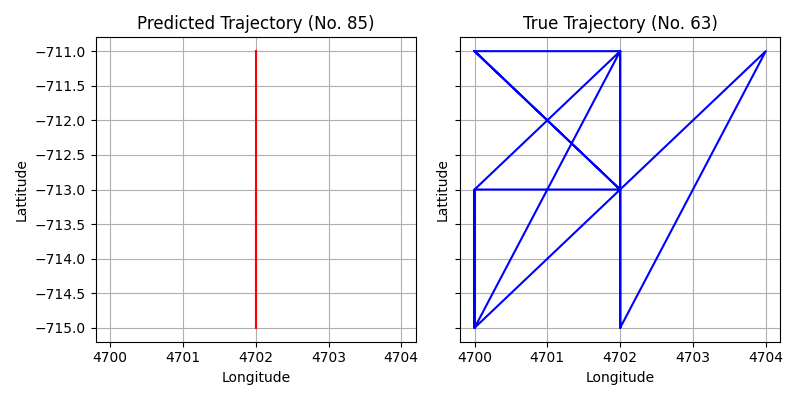 Predicted Trajectory (No. 85)
True Trajectory (No. 63)
Lattitude
−711.0
−711.5
−712.0
−712.5
−713.0
−713.5
−714.0
−714.5
−715.0
4700 4701 4702 4703 4704
Longitude
Lattitude
4700 4701 4702 4703 4704
Longitude